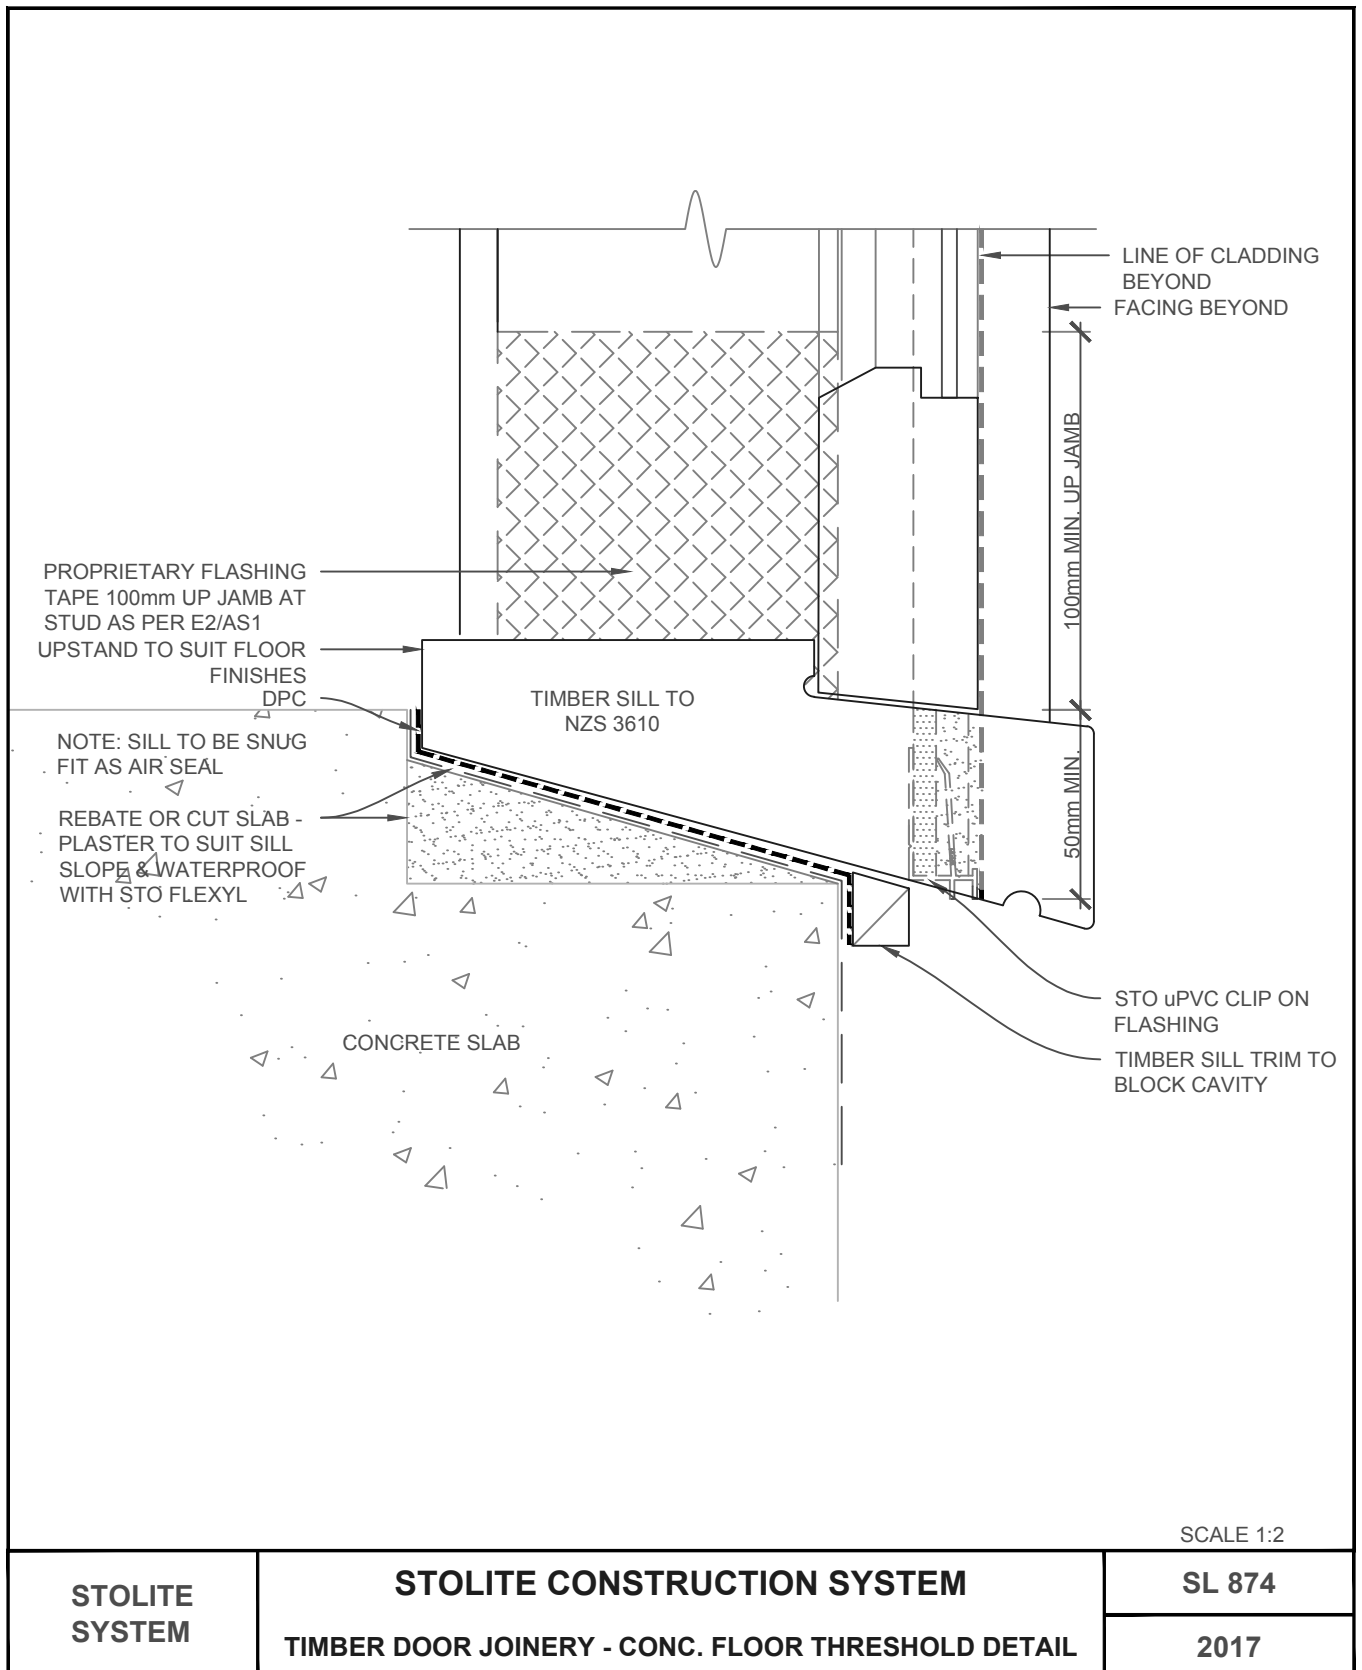 LINE OF CLADDING
BEYOND
FACING BEYOND
100mm MIN. UP JAMB
PROPRIETARY FLASHING
TAPE 100mm UP JAMB AT
STUD AS PER E2/AS1
UPSTAND TO SUIT FLOOR
FINISHES
DPC
TIMBER SILL TO
NZS 3610
NOTE: SILL TO BE SNUG
FIT AS AIR SEAL
50mm MIN.
REBATE OR CUT SLAB -
PLASTER TO SUIT SILL
SLOPE & WATERPROOF
WITH STO FLEXYL
STO uPVC CLIP ON
FLASHING
CONCRETE SLAB
TIMBER SILL TRIM TO
BLOCK CAVITY
SCALE 1:2
STOLITE
SYSTEM
STOLITE CONSTRUCTION SYSTEM
TIMBER DOOR JOINERY - CONC. FLOOR THRESHOLD DETAIL
SL 874
2017